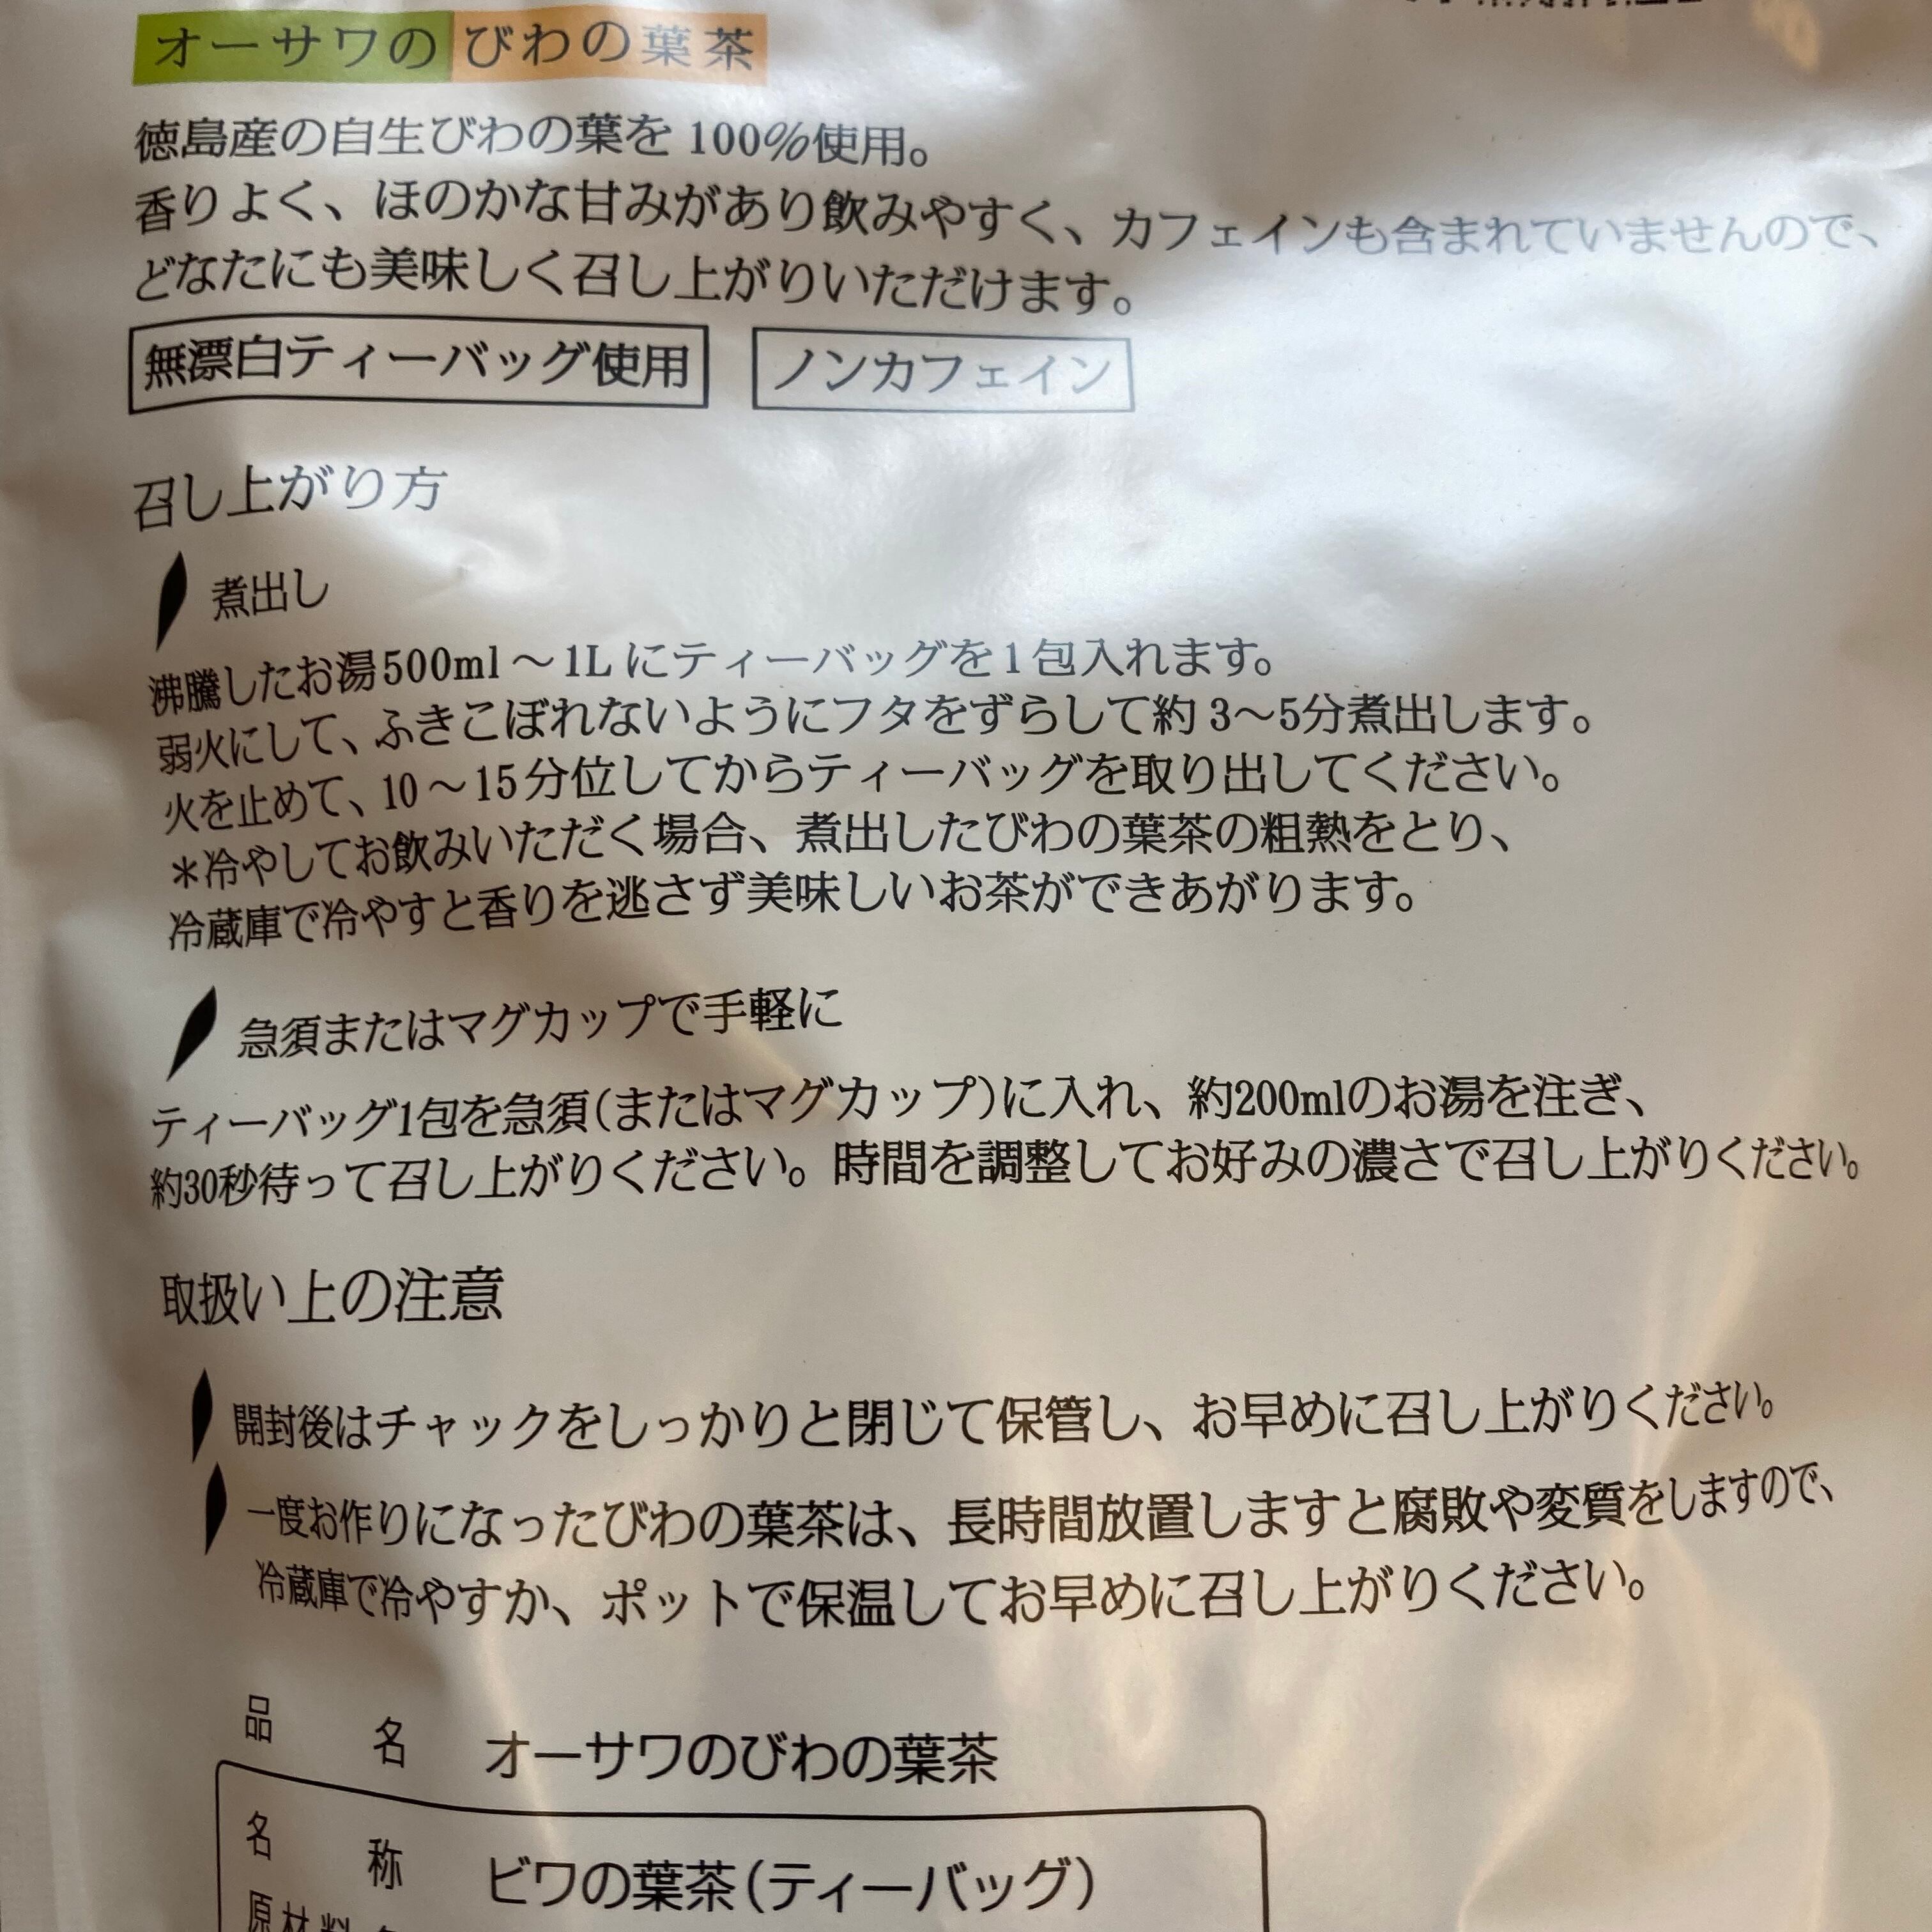 オーサワのびわの葉茶
徳島産の自生びわの葉を100%使用。
香りよく、ほのかな甘みがあり飲みやすく、カフェインも含まれていませんので、
どなたにも美味しく召し上がりいただけます。
無漂白ティーバッグ使用 ノンカフェイン
召し上がり方
煮出し
沸騰したお湯500ml～1Lにティーバッグを1包入れます。
弱火にして、ふきこぼれないようにフタをずらして約3～5分煮出します。
火を止めて、10～15分位してからティーバッグを取り出してください。
＊冷やしてお飲みいただく場合、煮出したびわの葉茶の粗熱をとり、
冷蔵庫で冷やすと香りを逃さず美味しいお茶ができあがります。
急須またはマグカップで手軽に
ティーバッグ1包を急須(またはマグカップ)に入れ、約200mlのお湯を注ぎ、
約30秒待って召し上がりください。時間を調整してお好みの濃さで召し上がりください。
取扱い上の注意
開封後はチャックをしっかりと閉じて保管し、お早めに召し上がりください。
一度お作りになったびわの葉茶は、長時間放置しますと腐敗や変質をしますので、
冷蔵庫で冷やすか、ポットで保温してお早めに召し上がりください。
品名 オーサワのびわの葉茶
名称 ビワの葉茶(ティーバッグ)
原材料